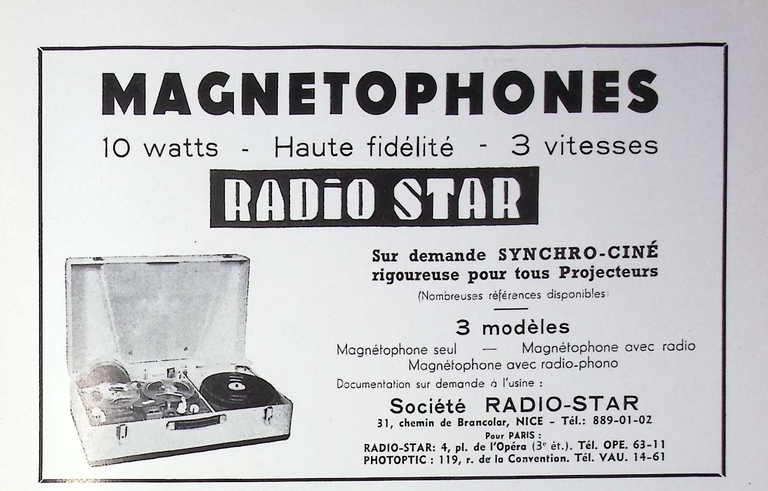 MAGNETOPHONES
10 watts - Haute fidélité - 3 vitesses
RADIO STAR
Sur demande SYNCHRO-CINÉ
rigoureuse pour tous Projecteurs
(Nombreuses références disponibles)
3 modèles
Magnétophone seul — Magnétophone avec radio
Magnétophone avec radio-phono
Documentation sur demande à l'usine :
Société RADIO-STAR
31, chemin de Brancolar, NICE - Tél.: 889-01-02
Pour PARIS :
RADIO-STAR: 4, pl. de l'Opéra (3e ét.). Tél. OPE. 63-11
PHOTOPTIC : 119, r. de la Convention. Tél. VAU. 14-61